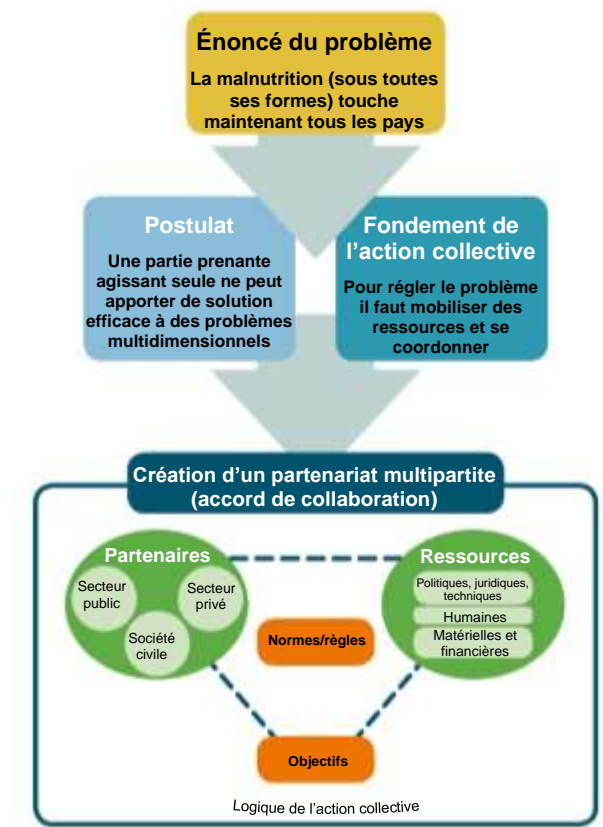 Énoncé du problème
La malnutrition (sous toutes
ses formes) touche
maintenant tous les pays
Postulat
Une partie prenante
agissant seule ne peut
apporter de solution
efficace à des problèmes
multidimensionnels
Fondement de
l’action collective
Pour régler le problème
il faut mobiliser des
ressources et se
coordonner
Création d’un partenariat multipartite
(accord de collaboration)
Partenaires
Secteur
public
Secteur
privé
Société
civile
Ressources
Politiques, juridiques,
techniques
Humaines
Matérielles et
financières
Normes/règles
Objectifs
Logique de l’action collective